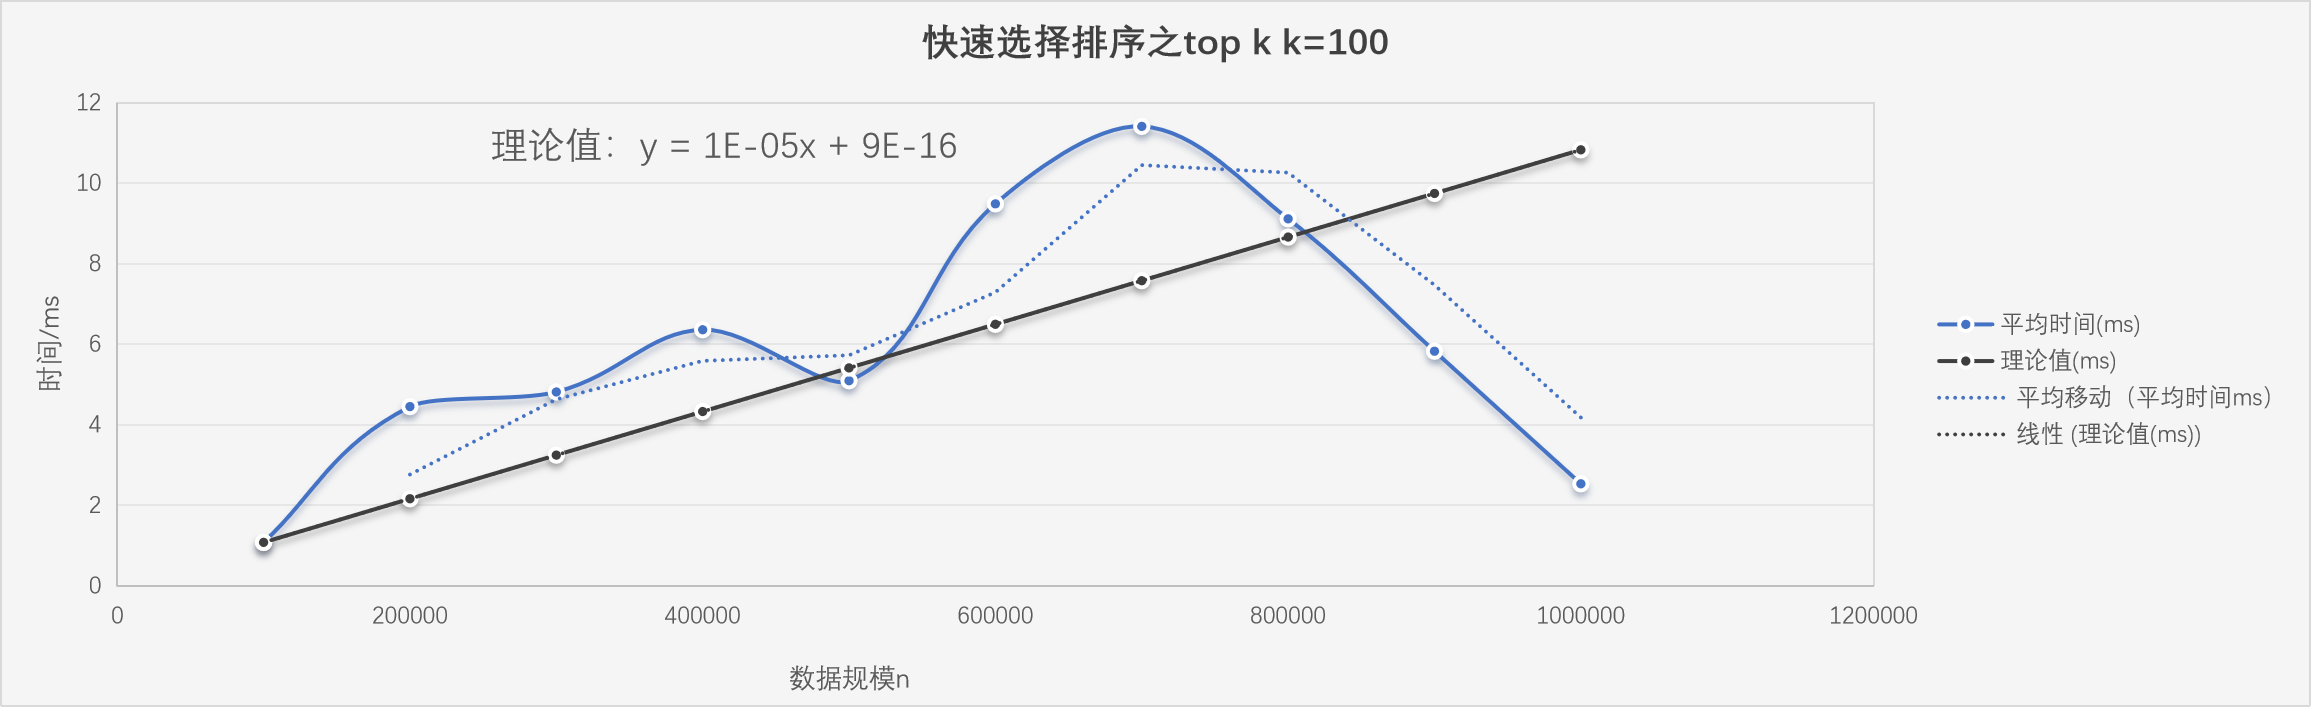 快速选择排序之top k k=100
理论值：y = 1E-05x + 9E-16
时间/ms
12
10
8
6
4
2
0
0
200000
400000
600000
800000
1000000
1200000
数据规模n
平均时间(ms)
理论值(ms)
平均移动（平均时间ms）
线性 (理论值(ms))